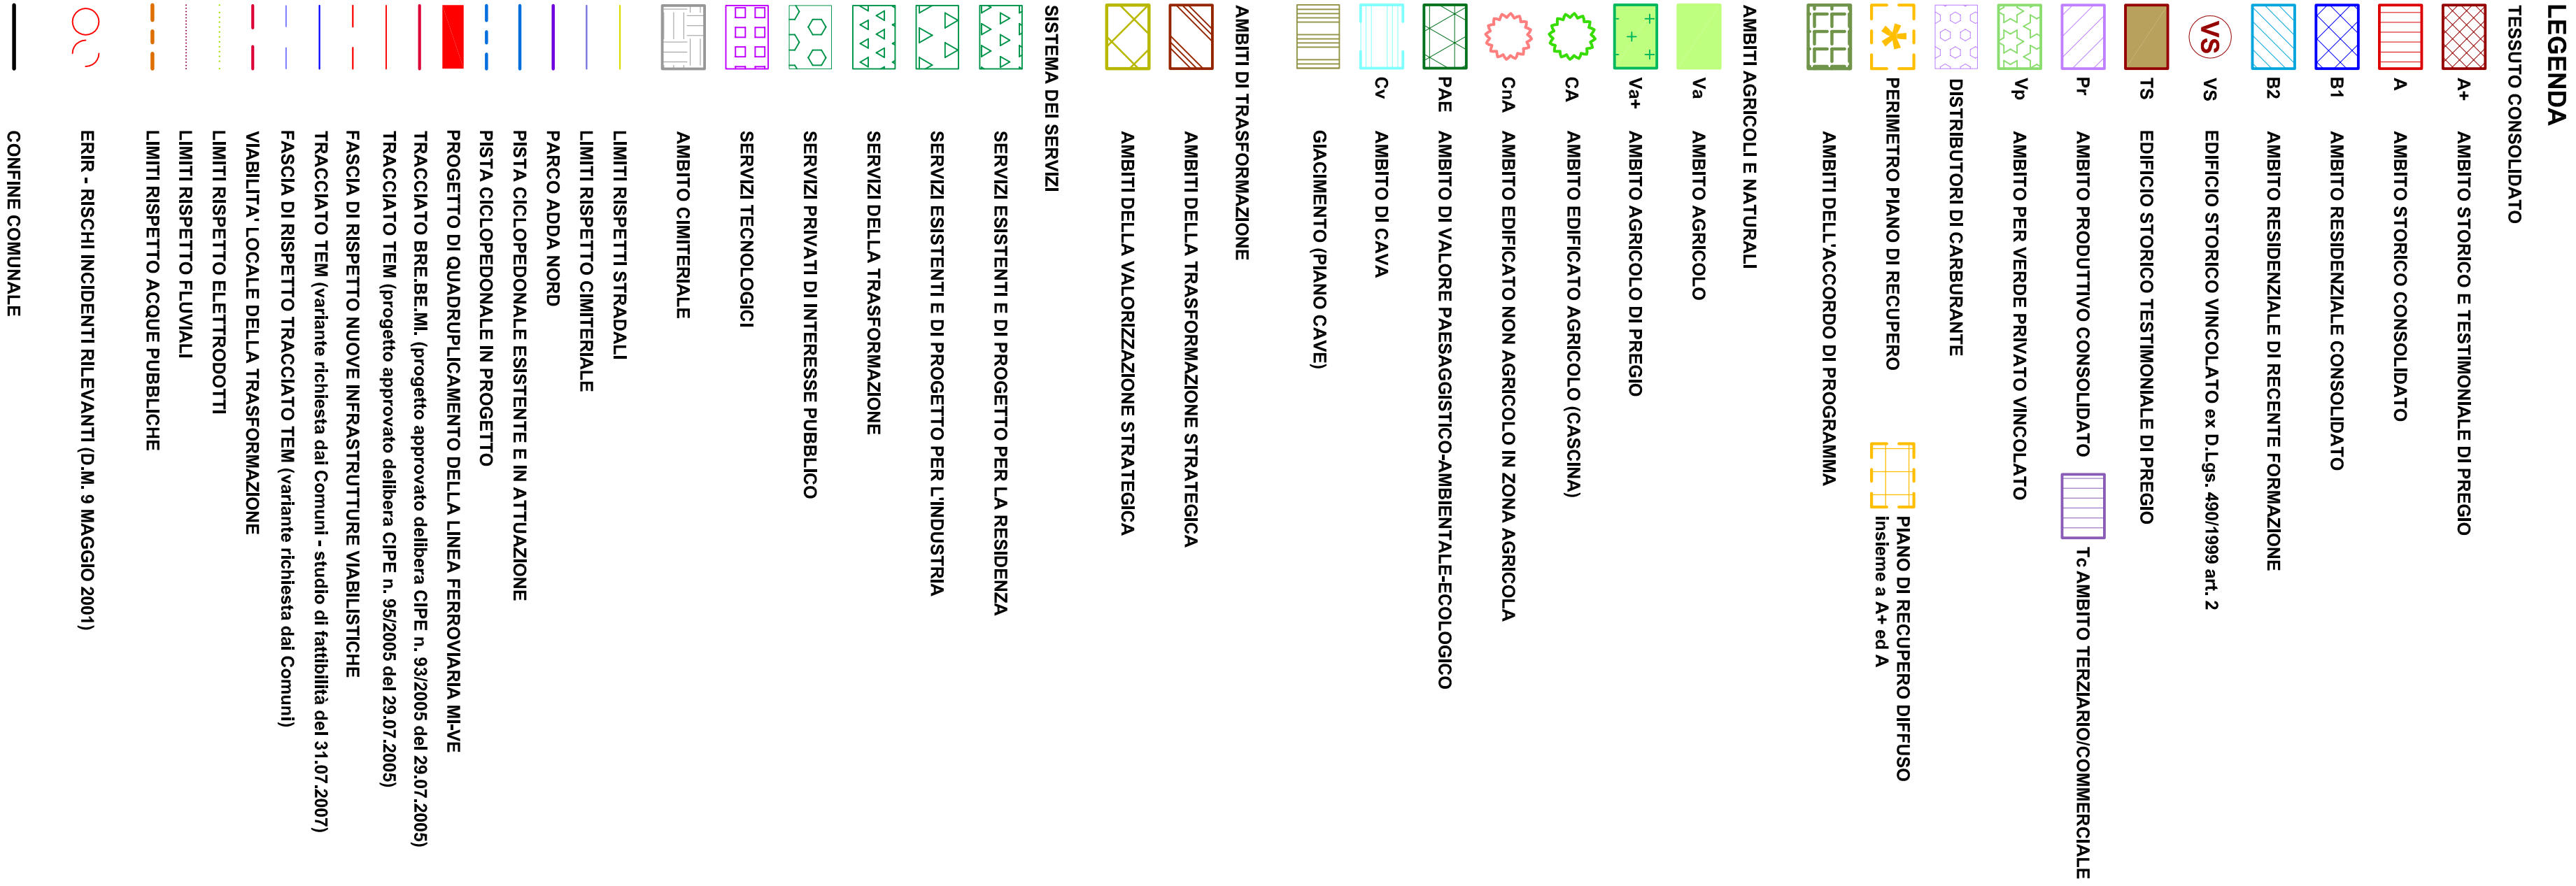 LEGENDA
TESSUTO CONSOLIDATO
A+ AMBITO STORICO E TESTIMONIALE DI PREGIO
A AMBITO STORICO CONSOLIDATO
B1 AMBITO RESIDENZIALE CONSOLIDATO
B2 AMBITO RESIDENZIALE DI RECENTE FORMAZIONE
VS VS EDIFICIO STORICO VINCOLATO ex D.Lgs. 490/1999 art. 2
TS EDIFICIO STORICO TESTIMONIALE DI PREGIO
Pr AMBITO PRODUTTIVO CONSOLIDATO Tc AMBITO TERZIARIO/COMMERCIALE
Vp AMBITO PER VERDE PRIVATO VINCOLATO
DISTRIBUTORI DI CARBURANTE
PERIMETRO PIANO DI RECUPERO PIANO DI RECUPERO DIFFUSO
insieme a A+ ed A
AMBITI DELL'ACCORDO DI PROGRAMMA
AMBITI AGRICOLI E NATURALI
Va AMBITO AGRICOLO
Va+ AMBITO AGRICOLO DI PREGIO
CA AMBITO EDIFICATO AGRICOLO (CASCINA)
CnA AMBITO EDIFICATO NON AGRICOLO IN ZONA AGRICOLA
PAE AMBITO DI VALORE PAESAGGISTICO-AMBIENTALE-ECOLOGICO
Cv AMBITO DI CAVA
GIACIMENTO (PIANO CAVE)
AMBITI DI TRASFORMAZIONE
AMBITI DELLA TRASFORMAZIONE STRATEGICA
AMBITI DELLA VALORIZZAZIONE STRATEGICA
SISTEMA DEI SERVIZI
SERVIZI ESISTENTI E DI PROGETTO PER LA RESIDENZA
SERVIZI ESISTENTI E DI PROGETTO PER L'INDUSTRIA
SERVIZI DELLA TRASFORMAZIONE
SERVIZI PRIVATI DI INTERESSE PUBBLICO
SERVIZI TECNOLOGICI
AMBITO CIMITERIALE
LIMITI RISPETTI STRADALI
LIMITI RISPETTO CIMITERIALE
PARCO ADDA NORD
PISTA CICLOPEDONALE ESISTENTE E IN ATTUAZIONE
PISTA CICLOPEDONALE IN PROGETTO
PROGETTO DI QUADRUPLICAMENTO DELLA LINEA FERROVIARIA MI-VE
TRACCIATO BRE.BE.MI. (progetto approvato delibera CIPE n. 93/2005 del 29.07.2005)
TRACCIATO TEM (progetto approvato delibera CIPE n. 95/2005 del 29.07.2005)
FASCIA DI RISPETTO NUOVE INFRASTRUTTURE VIABILISTICHE
TRACCIATO TEM (variante richiesta dai Comuni - studio di fattibilità del 31.07.2007)
FASCIA DI RISPETTO TRACCIATO TEM (variante richiesta dai Comuni)
VIABILITA' LOCALE DELLA TRASFORMAZIONE
LIMITI RISPETTO ELETTRODOTTI
LIMITI RISPETTO FLUVIALI
LIMITI RISPETTO ACQUE PUBBLICHE
ERIR - RISCHI INCIDENTI RILEVANTI (D.M. 9 MAGGIO 2001)
CONFINE COMUNALE